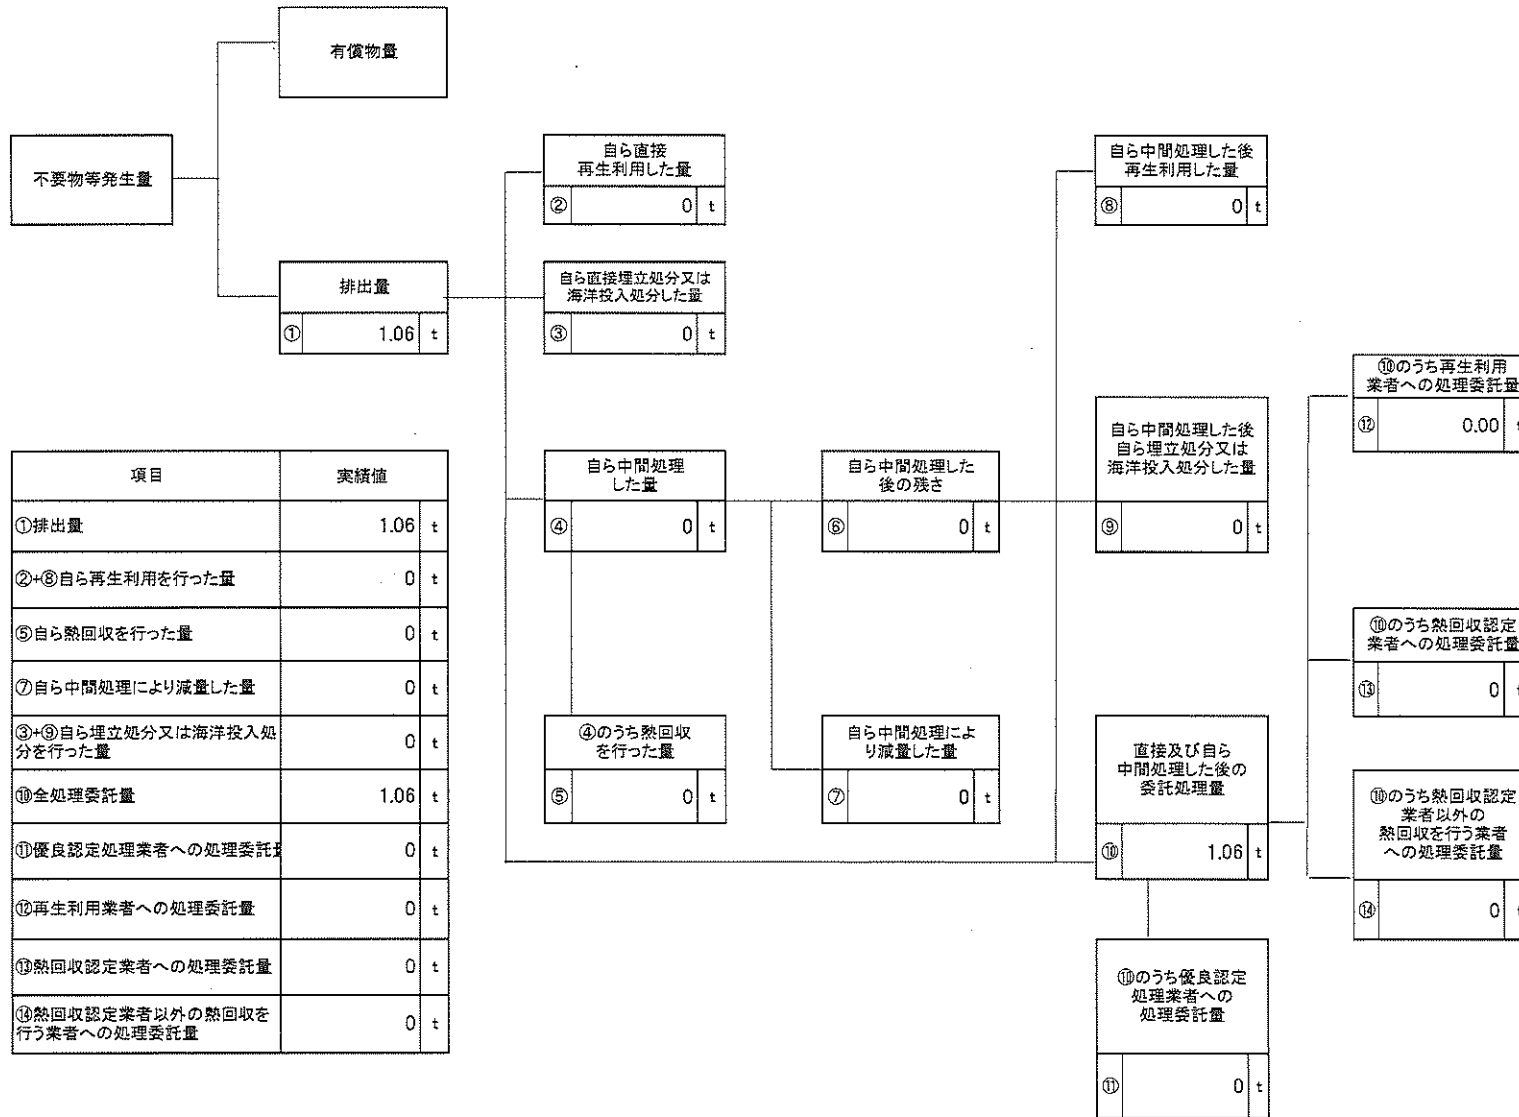 有償物量
不要物等発生量
排出量
① 1.06 t
自ら直接
再生利用した量
② 0 t
自ら直接埋立処分又は
海洋投入処分した量
③ 0 t
自ら中間処理
した量
④ 0 t
④のうち熱回収
を行った量
⑤ 0 t
自ら中間処理した
後の残さ
⑥ 0 t
自ら中間処理によ
り減量した量
⑦ 0 t
自ら中間処理した後
再生利用した量
⑧ 0 t
自ら中間処理した後
自ら埋立処分又は
海洋投入処分した量
⑨ 0 t
直接及び自ら
中間処理した後の
委託処理量
⑩ 1.06 t
⑩のうち優良認定
処理業者への
処理委託量
⑪ 0 t
⑩のうち再生利用
業者への処理委託量
⑫ 0.00 t
⑩のうち熱回収認定
業者への処理委託量
⑬ 0 t
⑩のうち熱回収認定
業者以外の
熱回収を行う業者
への処理委託量
⑭ 0 t
項目 実績値
①排出量 1.06 t
②+⑧自ら再生利用を行った量 0 t
⑤自ら熱回収を行った量 0 t
⑦自ら中間処理により減量した量 0 t
③+⑨自ら埋立処分又は海洋投入処
分を行った量 0 t
⑩全処理委託量 1.06 t
⑪優良認定処理業者への処理委託量 0 t
⑫再生利用業者への処理委託量 0 t
⑬熱回収認定業者への処理委託量 0 t
⑭熱回収認定業者以外の熱回収を
行う業者への処理委託量 0 t